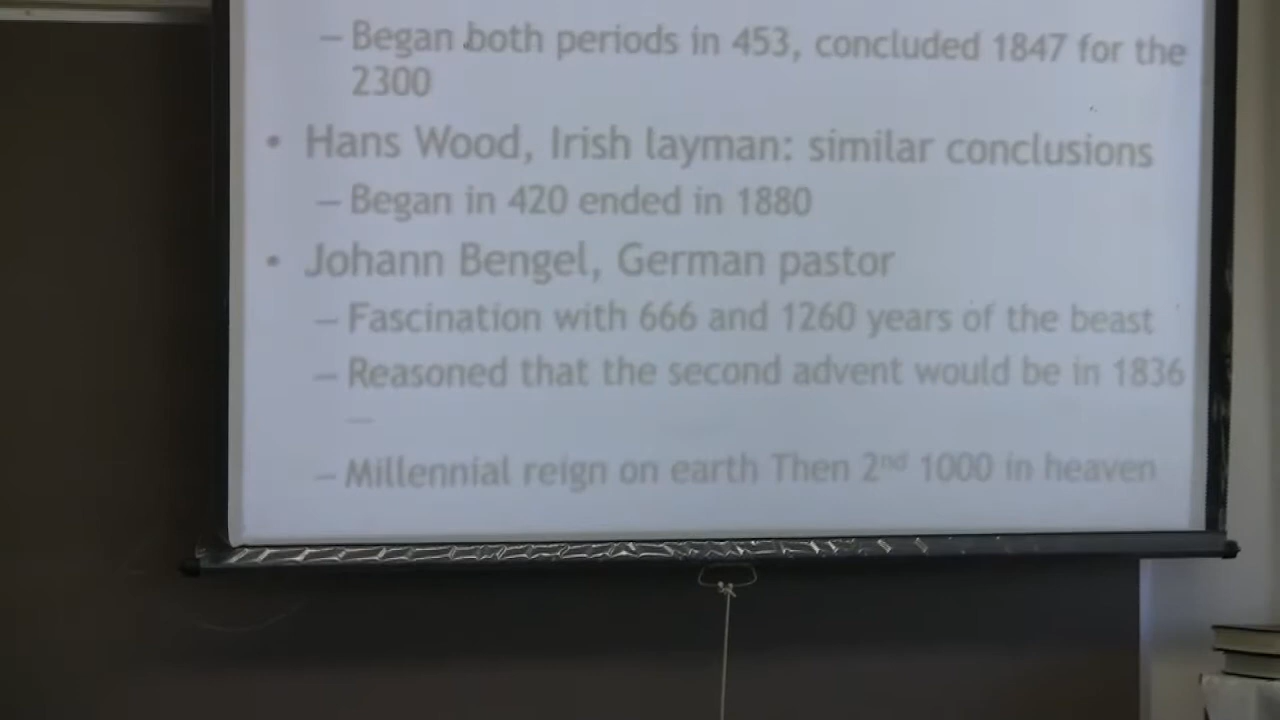 – Began both periods in 453, concluded 1847 for the
2300
• Hans Wood, Irish layman: similar conclusions
– Began in 420 ended in 1880
• Johann Bengel, German pastor
– Fascination with 666 and 1260 years of the beast
– Reasoned that the second advent would be in 1836
—
– Millennial reign on earth Then 2nd 1000 in heaven